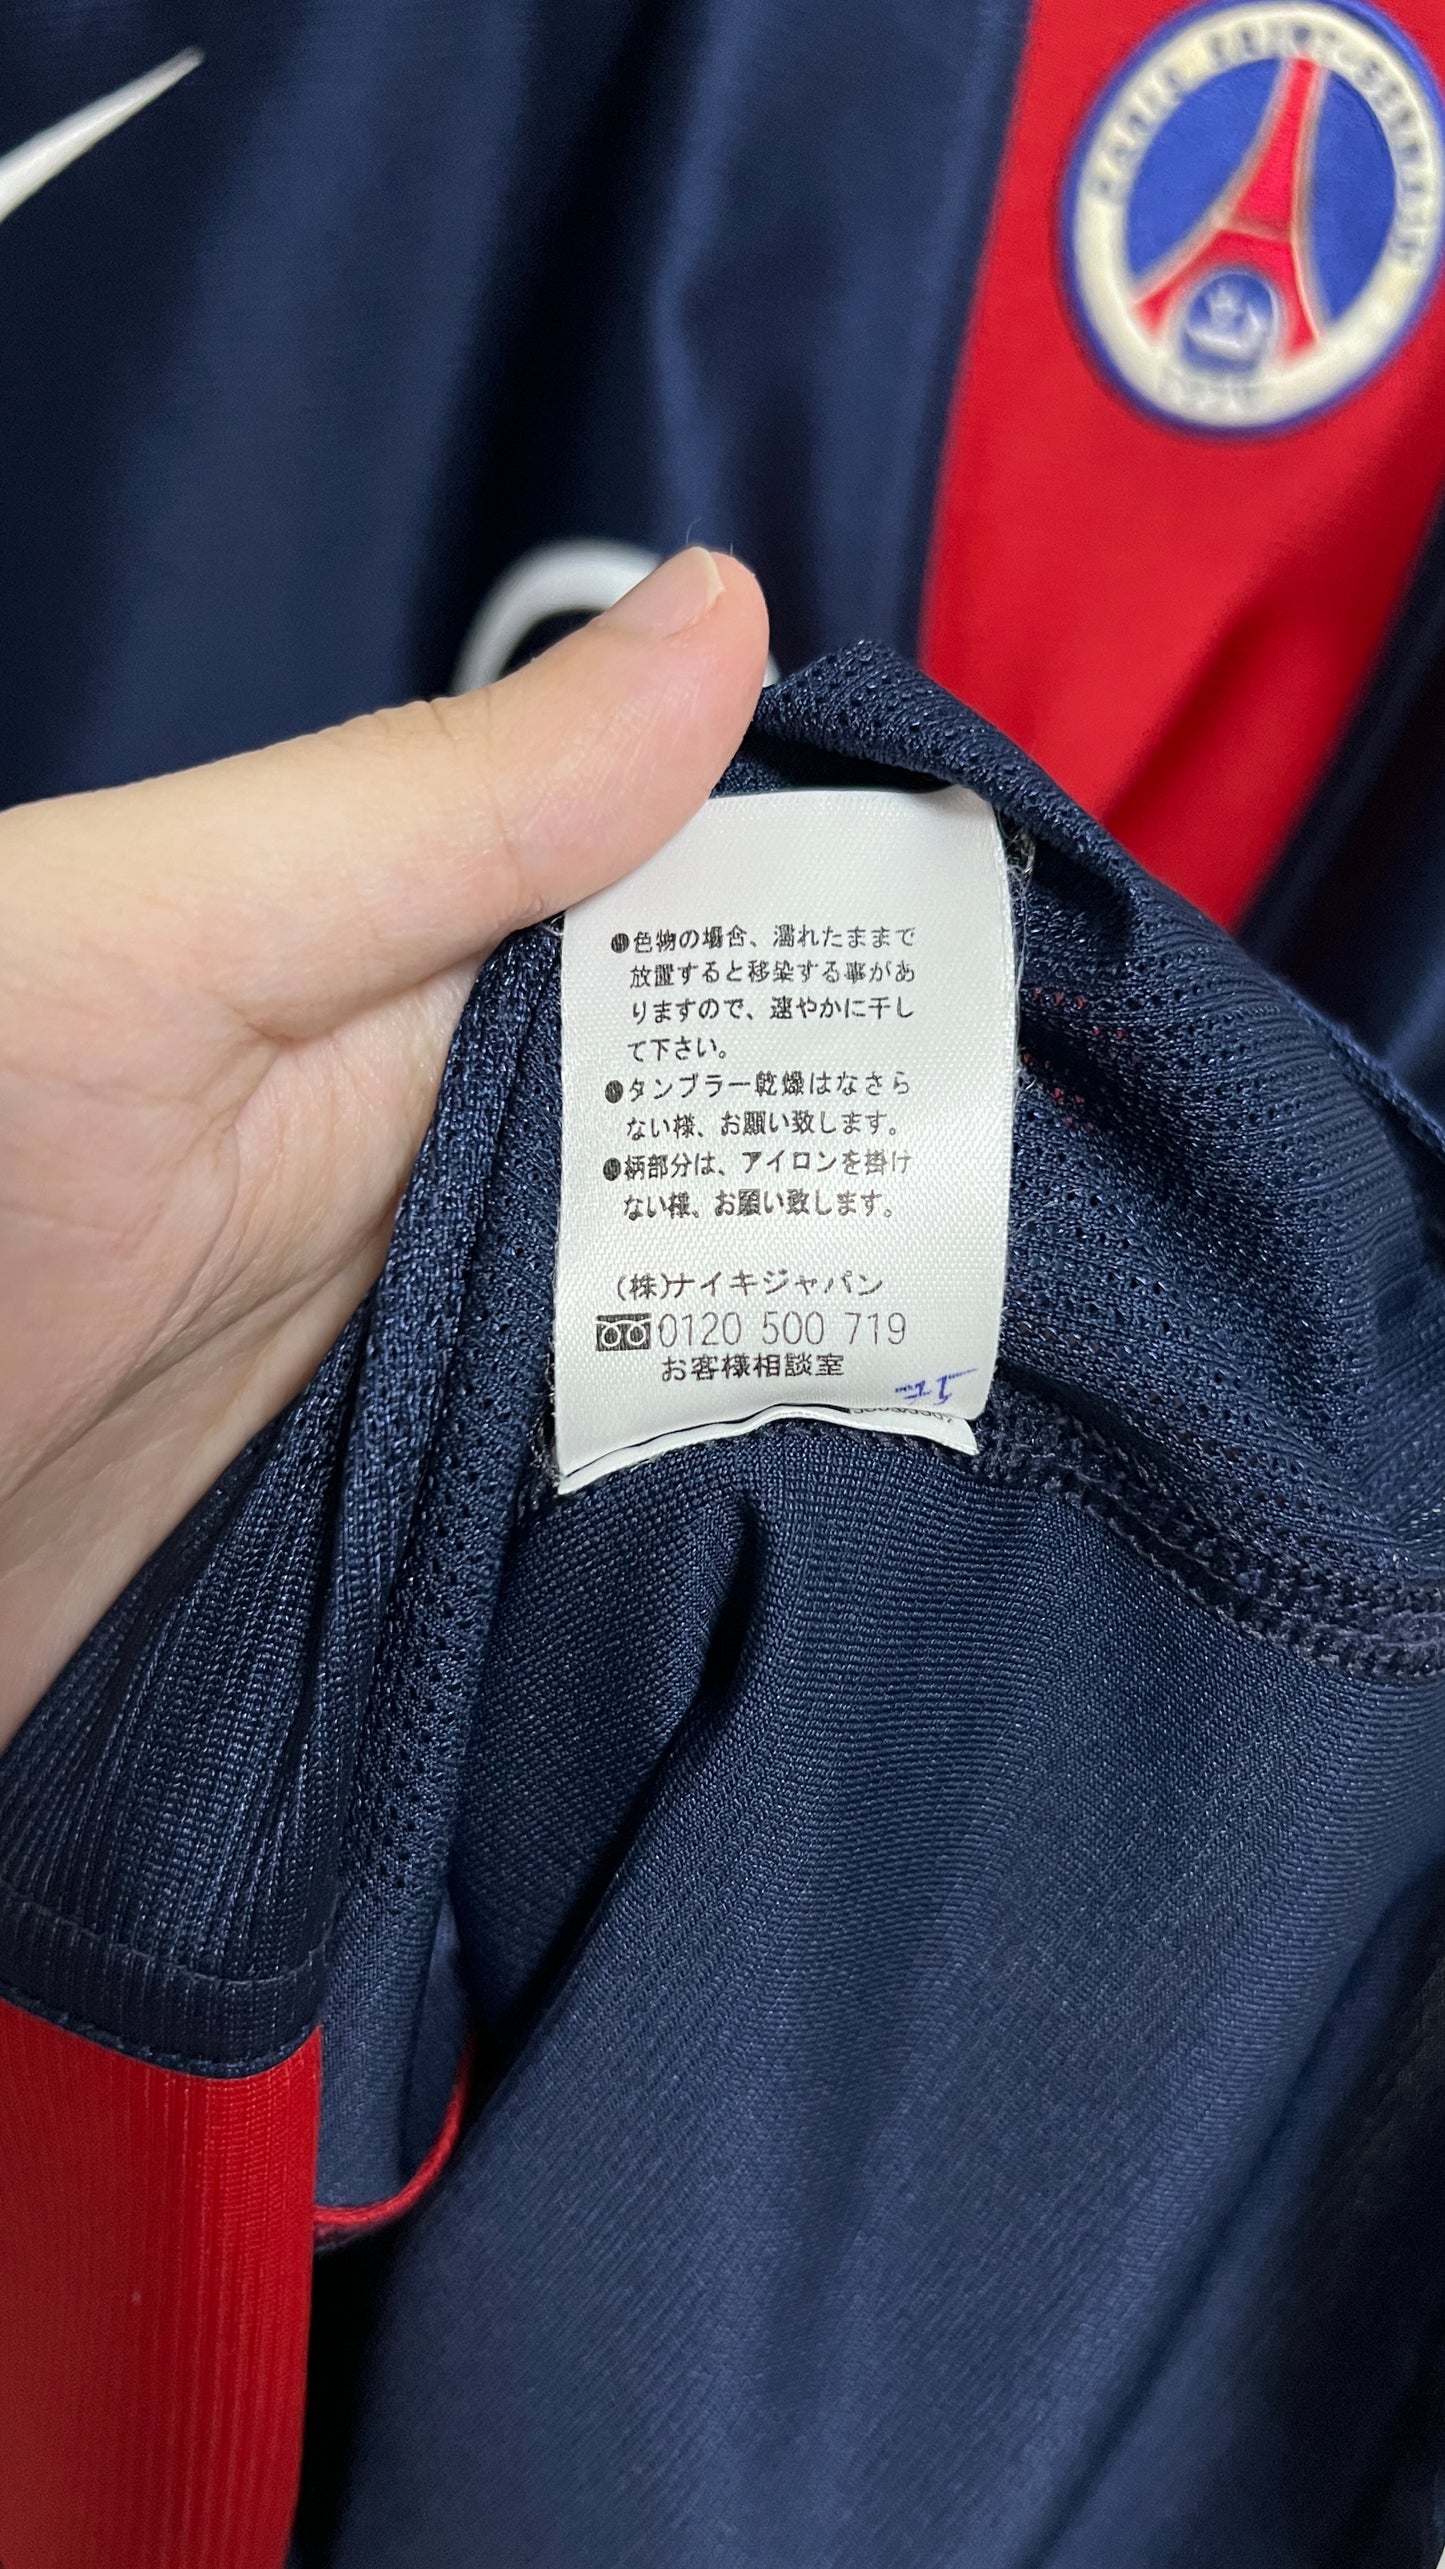 PARIS SAINT-GERMAIN
●色物の場合、濡れたままで
放置すると移染する事があ
りますので、速やかに干し
て下さい。
●タンブラー乾燥はなさら
ない様、お願い致します。
●柄部分は、アイロンを掛け
ない様、お願い致します。
(株)ナイキジャパン
0120 500 719
お客様相談室